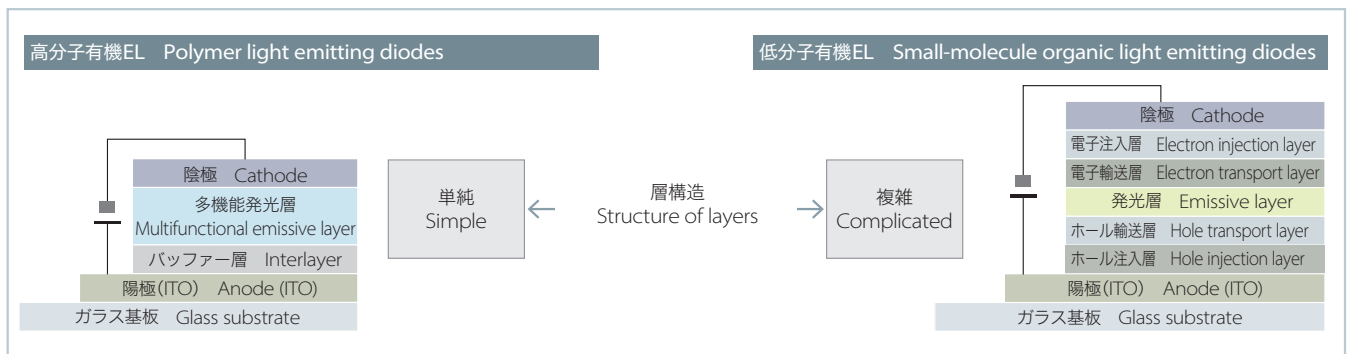 高分子有機EL Polymer light emitting diodes
陰極 Cathode
多機能発光層
Multifunctional emissive layer
バッファー層 Interlayer
陽極(ITO) Anode (ITO)
ガラス基板 Glass substrate
単純
Simple
層構造
Structure of layers
複雑
Complicated
低分子有機EL Small-molecule organic light emitting diodes
陰極 Cathode
電子注入層 Electron injection layer
電子輸送層 Electron transport layer
発光層 Emissive layer
ホール輸送層 Hole transport layer
ホール注入層 Hole injection layer
陽極(ITO) Anode (ITO)
ガラス基板 Glass substrate